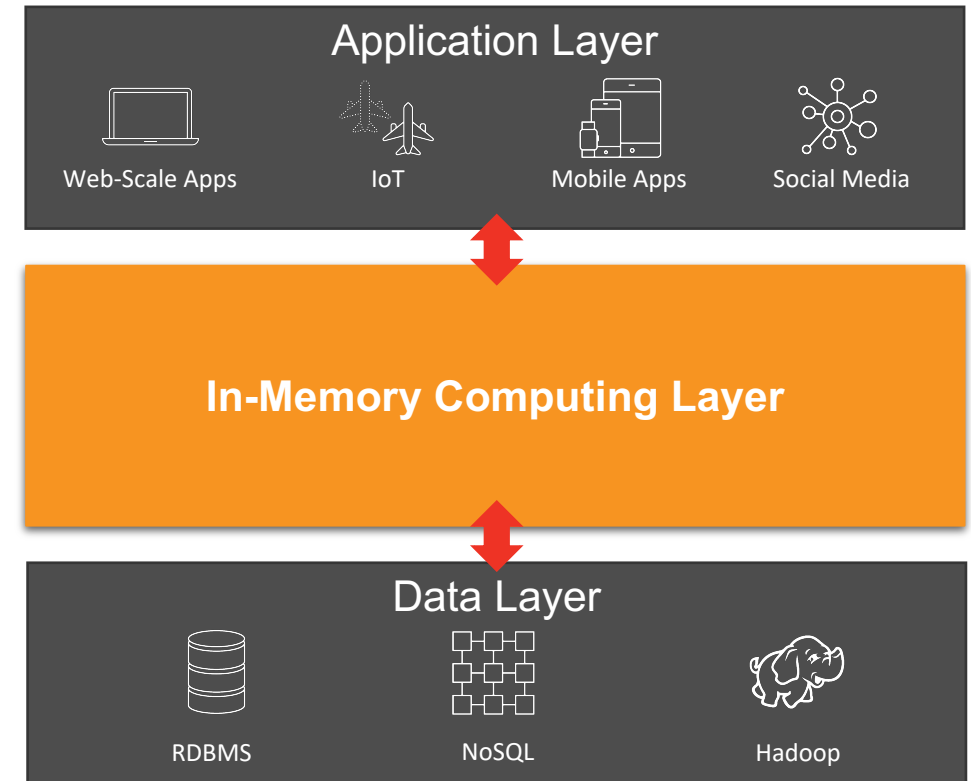 Application Layer
Web-Scale Apps IoT Mobile Apps Social Media
In-Memory Computing Layer
Data Layer
RDBMS NoSQL Hadoop